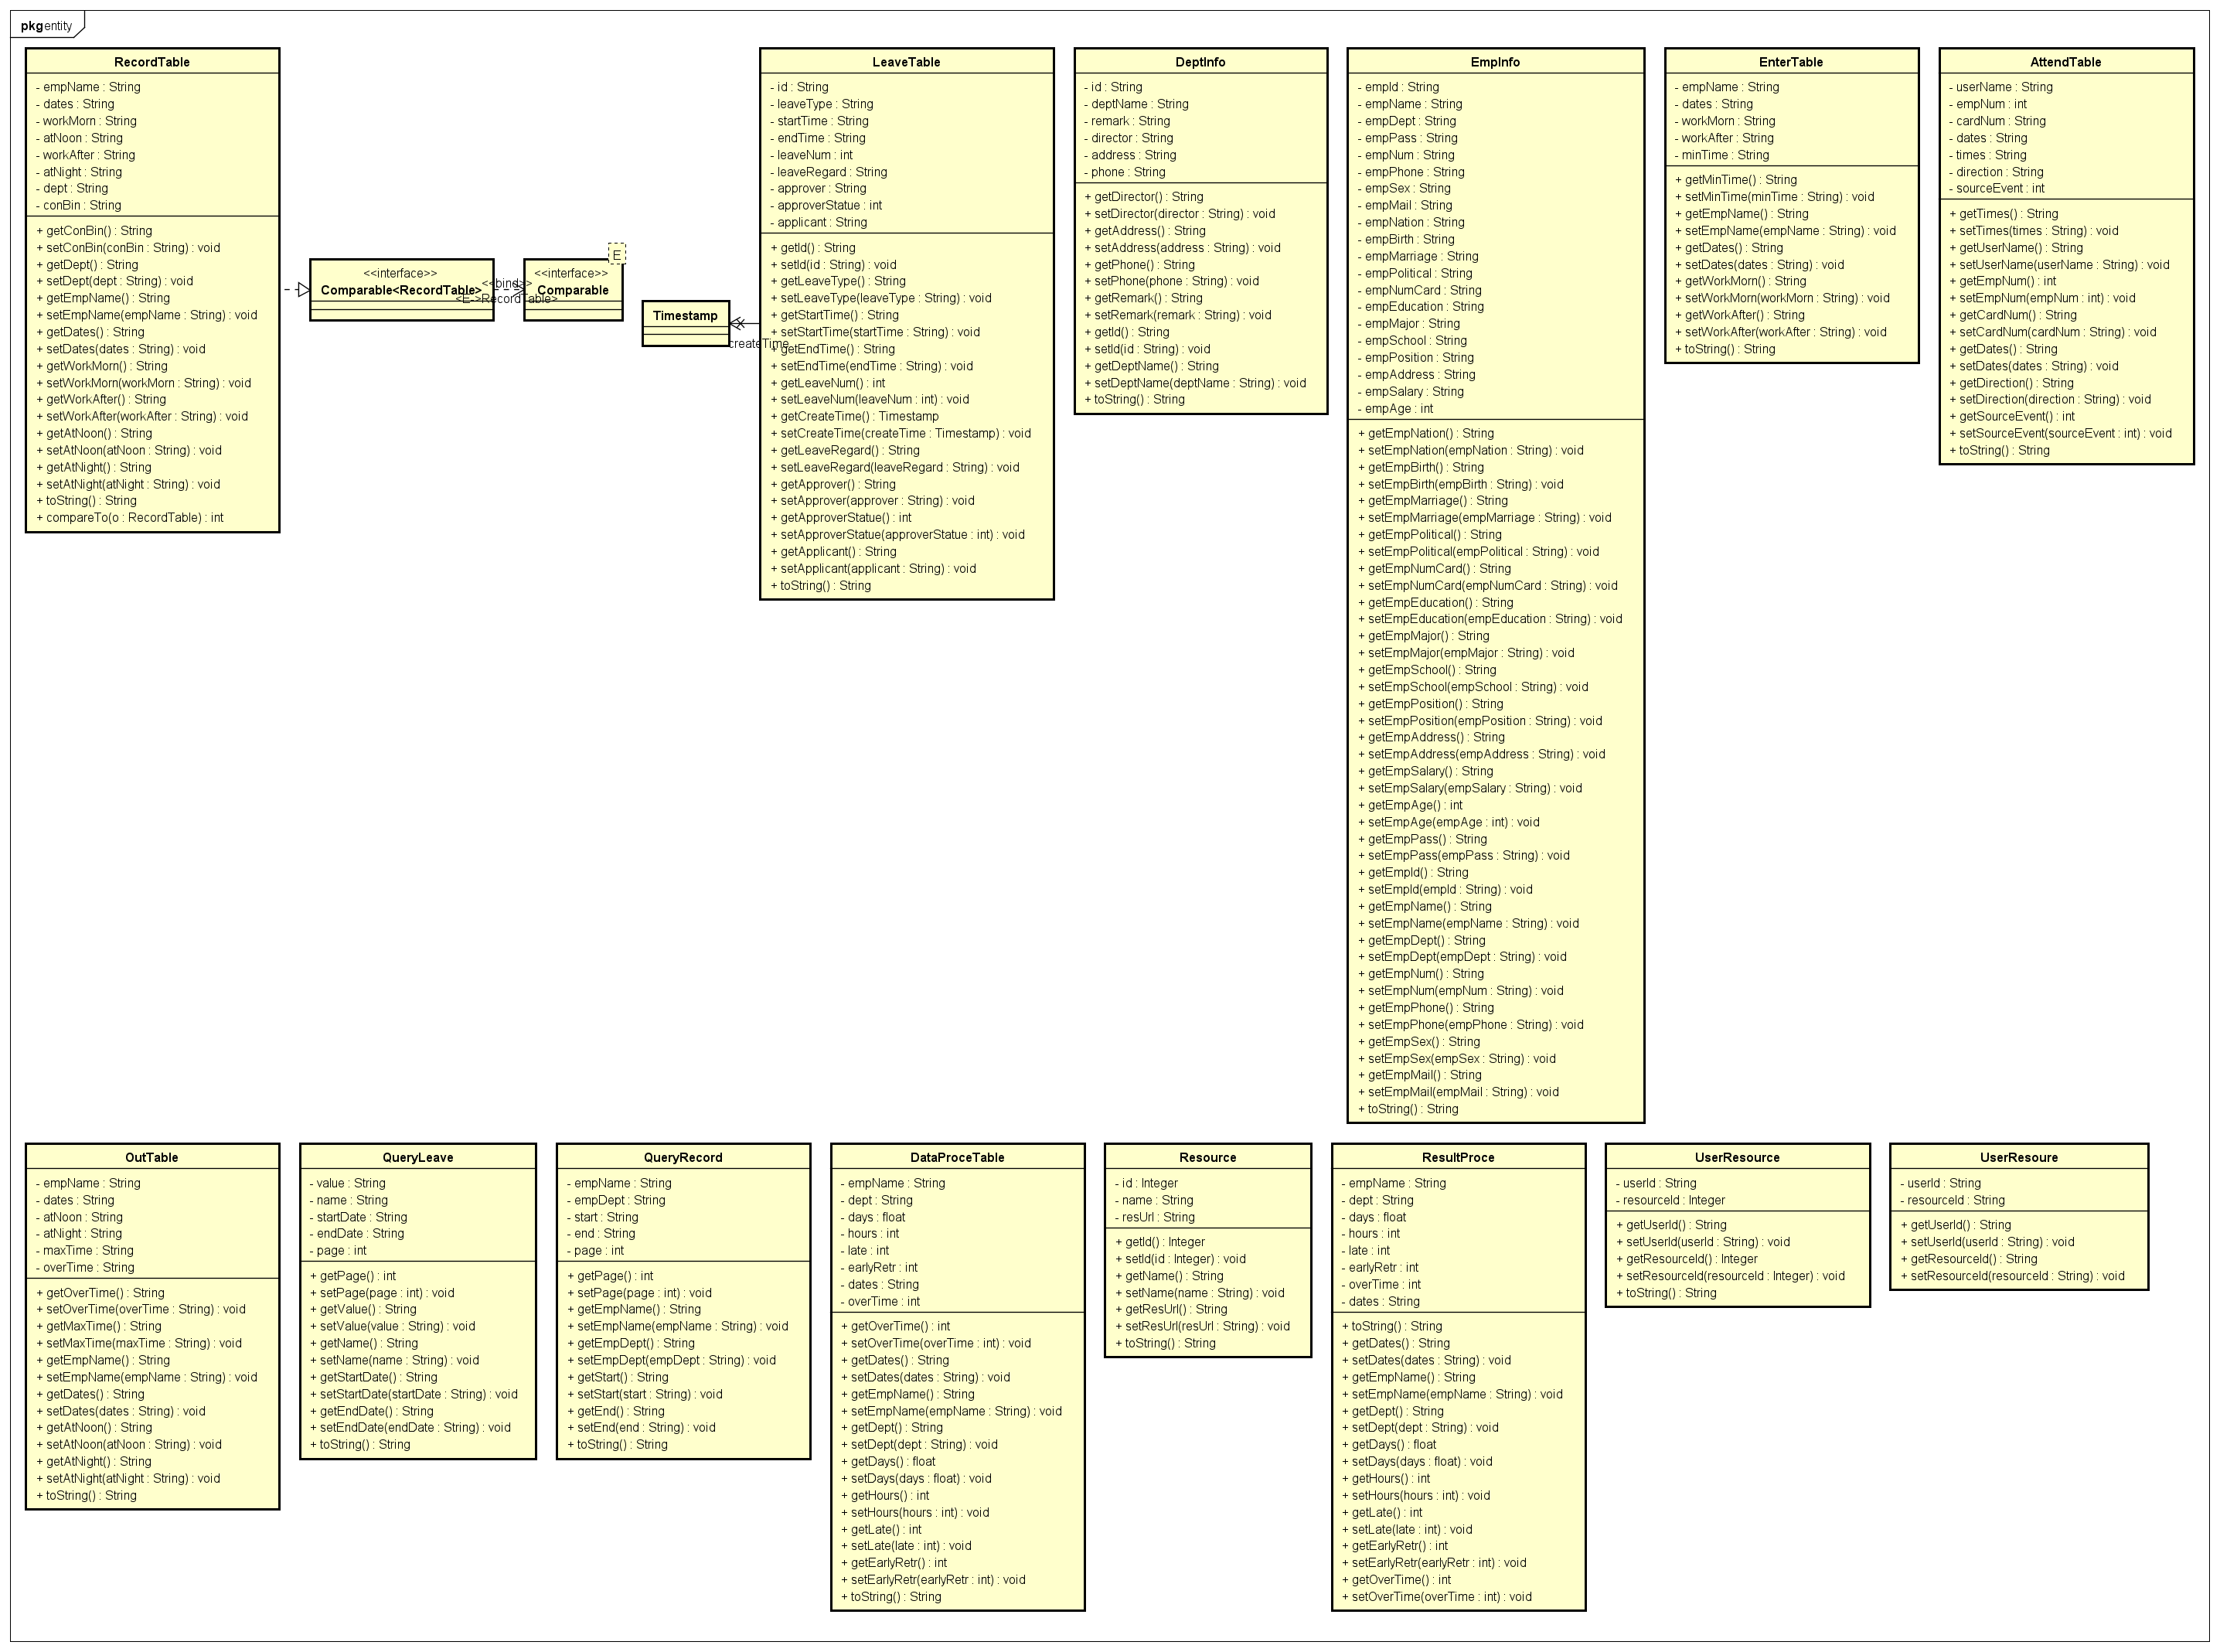 pkg entity
RecordTable
- empName : String
- dates : String
- workMorn : String
- atNoon : String
- workAfter : String
- atNight : String
- dept : String
- conBin : String
+ getConBin() : String
+ setConBin(conBin : String) : void
+ getDept() : String
+ setDept(dept : String) : void
+ getEmpName() : String
+ setEmpName(empName : String) : void
+ getDates() : String
+ setDates(dates : String) : void
+ getWorkMorn() : String
+ setWorkMorn(workMorn : String) : void
+ getWorkAfter() : String
+ setWorkAfter(workAfter : String) : void
+ getAtNoon() : String
+ setAtNoon(atNoon : String) : void
+ getAtNight() : String
+ setAtNight(atNight : String) : void
+ toString() : String
+ compareTo(o : RecordTable) : int
<<interface>>
Comparable<RecordTable>
<<bind>>
<E->RecordTable>
E
<<interface>>
Comparable
Timestamp
createTime
LeaveTable
- id : String
- leaveType : String
- startTime : String
- endTime : String
- leaveNum : int
- leaveRegard : String
- approver : String
- approverStatue : int
- applicant : String
+ getId() : String
+ setId(id : String) : void
+ getLeaveType() : String
+ setLeaveType(leaveType : String) : void
+ getStartTime() : String
+ setStartTime(startTime : String) : void
+ getEndTime() : String
+ setEndTime(endTime : String) : void
+ getLeaveNum() : int
+ setLeaveNum(leaveNum : int) : void
+ getCreateTime() : Timestamp
+ setCreateTime(createTime : Timestamp) : void
+ getLeaveRegard() : String
+ setLeaveRegard(leaveRegard : String) : void
+ getApprover() : String
+ setApprover(approver : String) : void
+ getApproverStatue() : int
+ setApproverStatue(approverStatue : int) : void
+ getApplicant() : String
+ setApplicant(applicant : String) : void
+ toString() : String
DeptInfo
- id : String
- deptName : String
- remark : String
- director : String
- address : String
- phone : String
+ getDirector() : String
+ setDirector(director : String) : void
+ getAddress() : String
+ setAddress(address : String) : void
+ getPhone() : String
+ setPhone(phone : String) : void
+ getRemark() : String
+ setRemark(remark : String) : void
+ getId() : String
+ setId(id : String) : void
+ getDeptName() : String
+ setDeptName(deptName : String) : void
+ toString() : String
EmpInfo
- empId : String
- empName : String
- empDept : String
- empPass : String
- empNum : String
- empPhone : String
- empSex : String
- empMail : String
- empNation : String
- empBirth : String
- empMarriage : String
- empPolitical : String
- empNumCard : String
- empEducation : String
- empMajor : String
- empSchool : String
- empPosition : String
- empAddress : String
- empSalary : String
- empAge : int
+ getEmpNation() : String
+ setEmpNation(empNation : String) : void
+ getEmpBirth() : String
+ setEmpBirth(empBirth : String) : void
+ getEmpMarriage() : String
+ setEmpMarriage(empMarriage : String) : void
+ getEmpPolitical() : String
+ setEmpPolitical(empPolitical : String) : void
+ getEmpNumCard() : String
+ setEmpNumCard(empNumCard : String) : void
+ getEmpEducation() : String
+ setEmpEducation(empEducation : String) : void
+ getEmpMajor() : String
+ setEmpMajor(empMajor : String) : void
+ getEmpSchool() : String
+ setEmpSchool(empSchool : String) : void
+ getEmpPosition() : String
+ setEmpPosition(empPosition : String) : void
+ getEmpAddress() : String
+ setEmpAddress(empAddress : String) : void
+ getEmpSalary() : String
+ setEmpSalary(empSalary : String) : void
+ getEmpAge() : int
+ setEmpAge(empAge : int) : void
+ getEmpPass() : String
+ setEmpPass(empPass : String) : void
+ getEmpId() : String
+ setEmpId(empId : String) : void
+ getEmpName() : String
+ setEmpName(empName : String) : void
+ getEmpDept() : String
+ setEmpDept(empDept : String) : void
+ getEmpNum() : String
+ setEmpNum(empNum : String) : void
+ getEmpPhone() : String
+ setEmpPhone(empPhone : String) : void
+ getEmpSex() : String
+ setEmpSex(empSex : String) : void
+ getEmpMail() : String
+ setEmpMail(empMail : String) : void
+ toString() : String
EnterTable
- empName : String
- dates : String
- workMorn : String
- workAfter : String
- minTime : String
+ getMinTime() : String
+ setMinTime(minTime : String) : void
+ getEmpName() : String
+ setEmpName(empName : String) : void
+ getDates() : String
+ setDates(dates : String) : void
+ getWorkMorn() : String
+ setWorkMorn(workMorn : String) : void
+ getWorkAfter() : String
+ setWorkAfter(workAfter : String) : void
+ toString() : String
AttendTable
- userName : String
- empNum : int
- cardNum : String
- dates : String
- times : String
- direction : String
- sourceEvent : int
+ getTimes() : String
+ setTimes(times : String) : void
+ getUserName() : String
+ setUserName(userName : String) : void
+ getEmpNum() : int
+ setEmpNum(empNum : int) : void
+ getCardNum() : String
+ setCardNum(cardNum : String) : void
+ getDates() : String
+ setDates(dates : String) : void
+ getDirection() : String
+ setDirection(direction : String) : void
+ getSourceEvent() : int
+ setSourceEvent(sourceEvent : int) : void
+ toString() : String
OutTable
- empName : String
- dates : String
- atNoon : String
- atNight : String
- maxTime : String
- overTime : String
+ getOverTime() : String
+ setOverTime(overTime : String) : void
+ getMaxTime() : String
+ setMaxTime(maxTime : String) : void
+ getEmpName() : String
+ setEmpName(empName : String) : void
+ getDates() : String
+ setDates(dates : String) : void
+ getAtNoon() : String
+ setAtNoon(atNoon : String) : void
+ getAtNight() : String
+ setAtNight(atNight : String) : void
+ toString() : String
QueryLeave
- value : String
- name : String
- startDate : String
- endDate : String
- page : int
+ getPage() : int
+ setPage(page : int) : void
+ getValue() : String
+ setValue(value : String) : void
+ getName() : String
+ setName(name : String) : void
+ getStartDate() : String
+ setStartDate(startDate : String) : void
+ getEndDate() : String
+ setEndDate(endDate : String) : void
+ toString() : String
QueryRecord
- empName : String
- empDept : String
- start : String
- end : String
- page : int
+ getPage() : int
+ setPage(page : int) : void
+ getEmpName() : String
+ setEmpName(empName : String) : void
+ getEmpDept() : String
+ setEmpDept(empDept : String) : void
+ getStart() : String
+ setStart(start : String) : void
+ getEnd() : String
+ setEnd(end : String) : void
+ toString() : String
DataProceTable
- empName : String
- dept : String
- days : float
- hours : int
- late : int
- earlyRetr : int
- dates : String
- overTime : int
+ getOverTime() : int
+ setOverTime(overTime : int) : void
+ getDates() : String
+ setDates(dates : String) : void
+ getEmpName() : String
+ setEmpName(empName : String) : void
+ getDept() : String
+ setDept(dept : String) : void
+ getDays() : float
+ setDays(days : float) : void
+ getHours() : int
+ setHours(hours : int) : void
+ getLate() : int
+ setLate(late : int) : void
+ getEarlyRetr() : int
+ setEarlyRetr(earlyRetr : int) : void
+ toString() : String
Resource
- id : Integer
- name : String
- resUrl : String
+ getId() : Integer
+ setId(id : Integer) : void
+ getName() : String
+ setName(name : String) : void
+ getResUrl() : String
+ setResUrl(resUrl : String) : void
+ toString() : String
ResultProce
- empName : String
- dept : String
- days : float
- hours : int
- late : int
- earlyRetr : int
- overTime : int
- dates : String
+ toString() : String
+ getDates() : String
+ setDates(dates : String) : void
+ getEmpName() : String
+ setEmpName(empName : String) : void
+ getDept() : String
+ setDept(dept : String) : void
+ getDays() : float
+ setDays(days : float) : void
+ getHours() : int
+ setHours(hours : int) : void
+ getLate() : int
+ setLate(late : int) : void
+ getEarlyRetr() : int
+ setEarlyRetr(earlyRetr : int) : void
+ getOverTime() : int
+ setOverTime(overTime : int) : void
UserResource
- userId : String
- resourceId : Integer
+ getUserId() : String
+ setUserId(userId : String) : void
+ getResourceId() : Integer
+ setResourceId(resourceId : Integer) : void
+ toString() : String
UserResoure
- userId : String
- resourceId : String
+ getUserId() : String
+ setUserId(userId : String) : void
+ getResourceId() : String
+ setResourceId(resourceId : String) : void